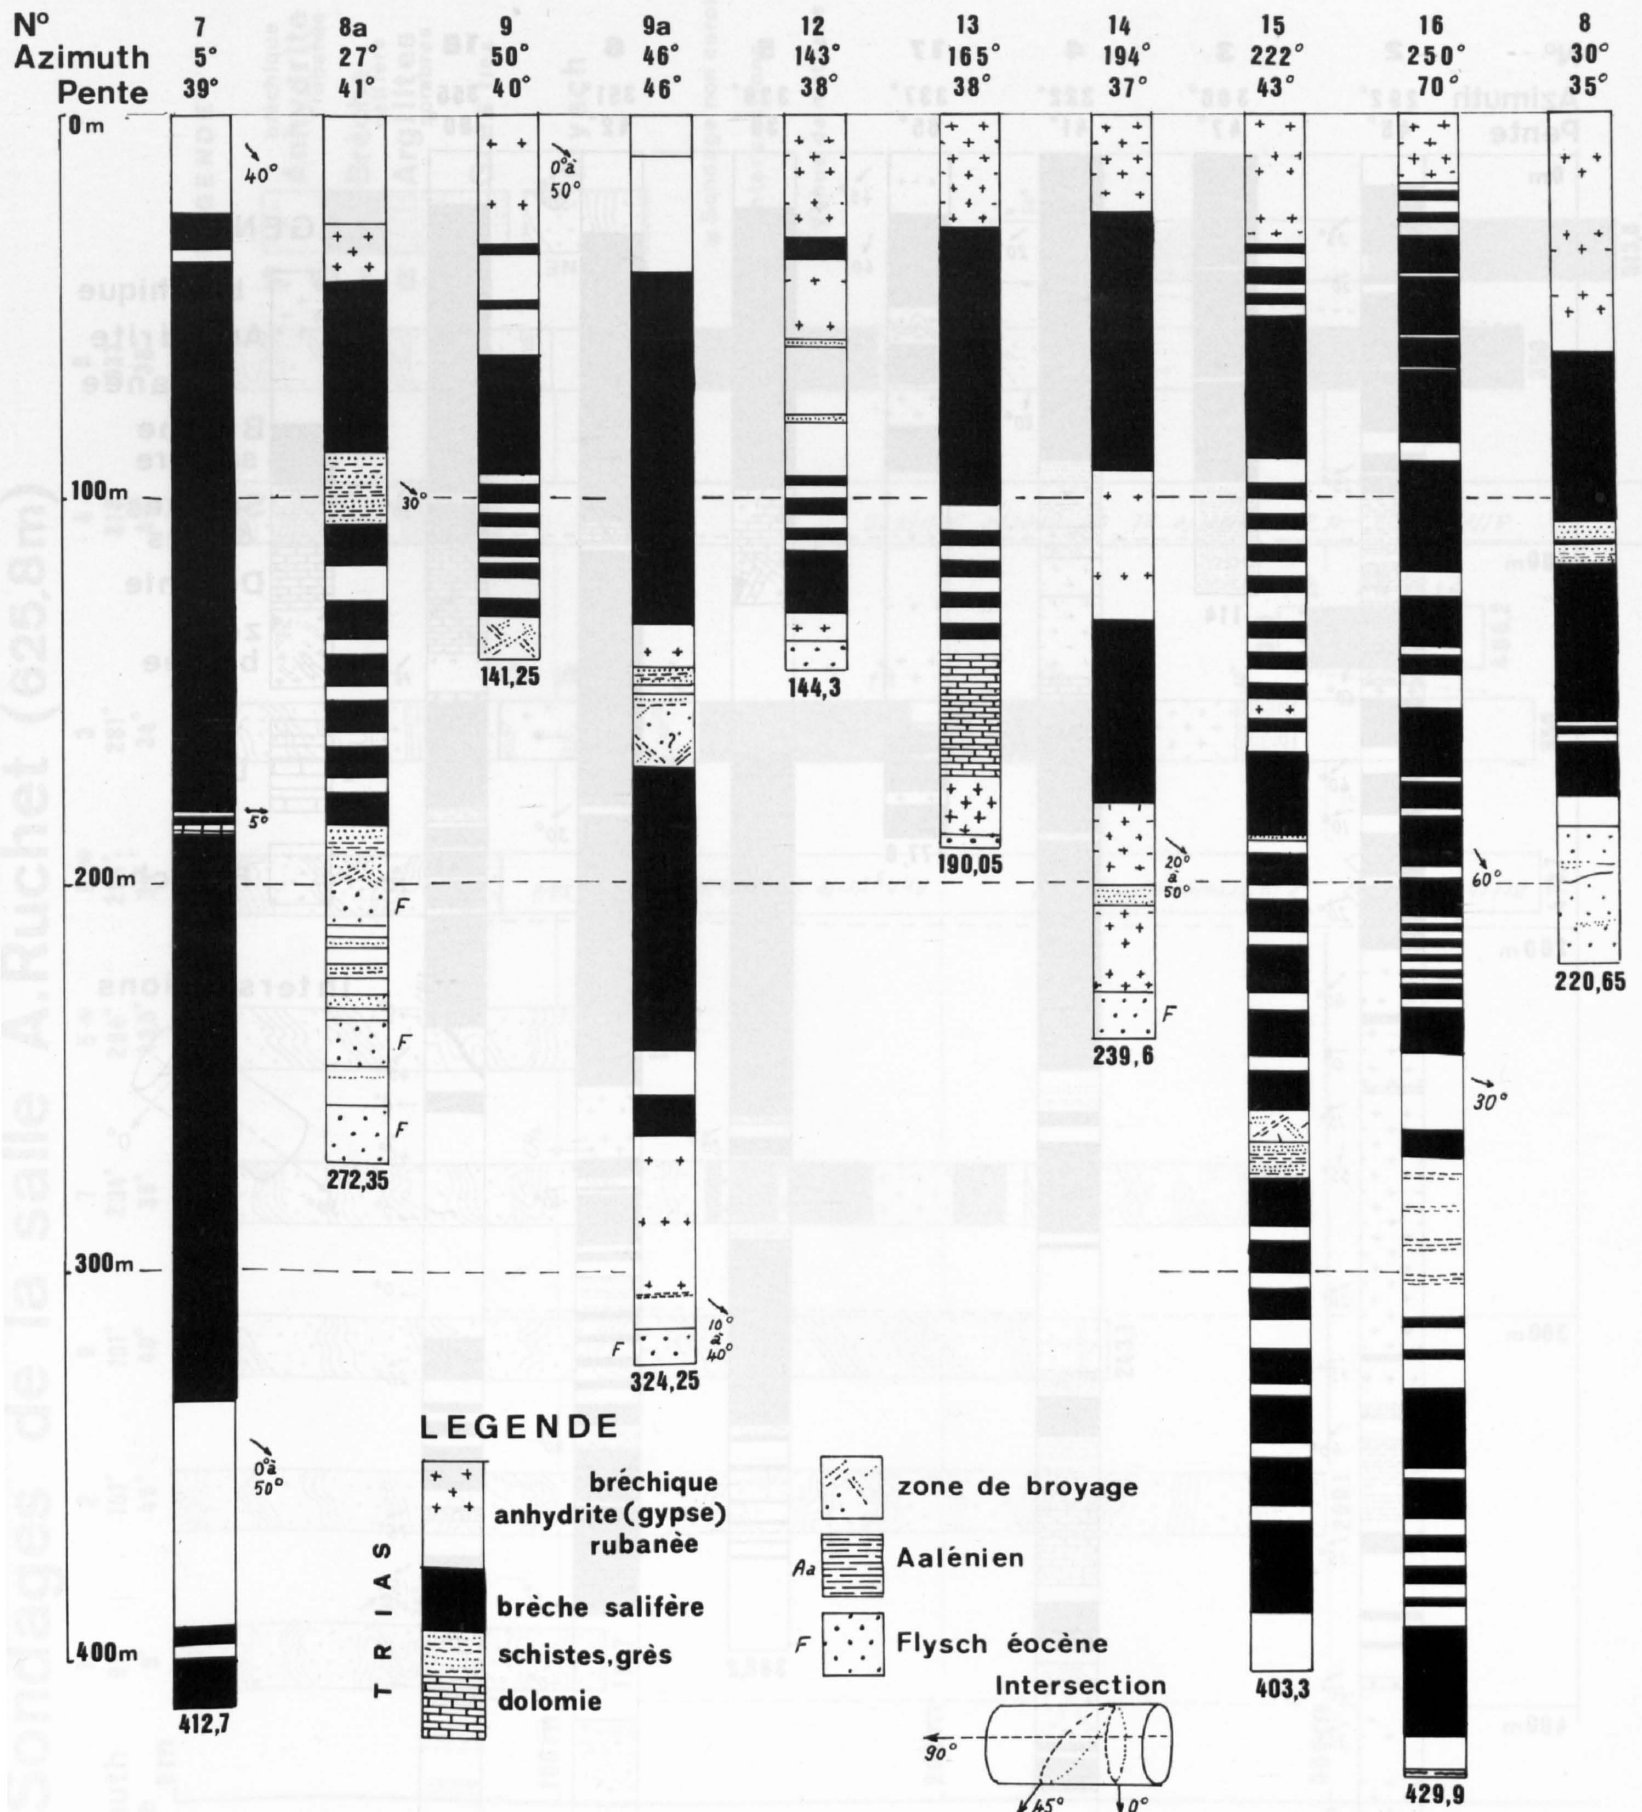 N° 7 8a 9 9a 12 13 14 15 16 8
Azimuth 5° 27° 50° 46° 143° 165° 194° 222° 250° 30°
Pente 39° 41° 40° 46° 38° 38° 37° 43° 70° 35°
0m
40°
0° à 50°
100m
30°
141,25
144,3
?
5°
190,05
20° à 50°
60°
200m
F
220,65
F
F
239,6
30°
F
272,35
300m
10° à 40°
F
324,25
0° à 50°
400m
412,7
403,3
429,9
LEGENDE
TRIAS
bréchique
anhydrite (gypse)
rubanèe
brèche salifère
schistes, grès
dolomie
zone de broyage
Aa Aalénien
F Flysch éocène
Intersection
90°
45° 0°
Sondages de la salle A.Ruchet (625,8m)